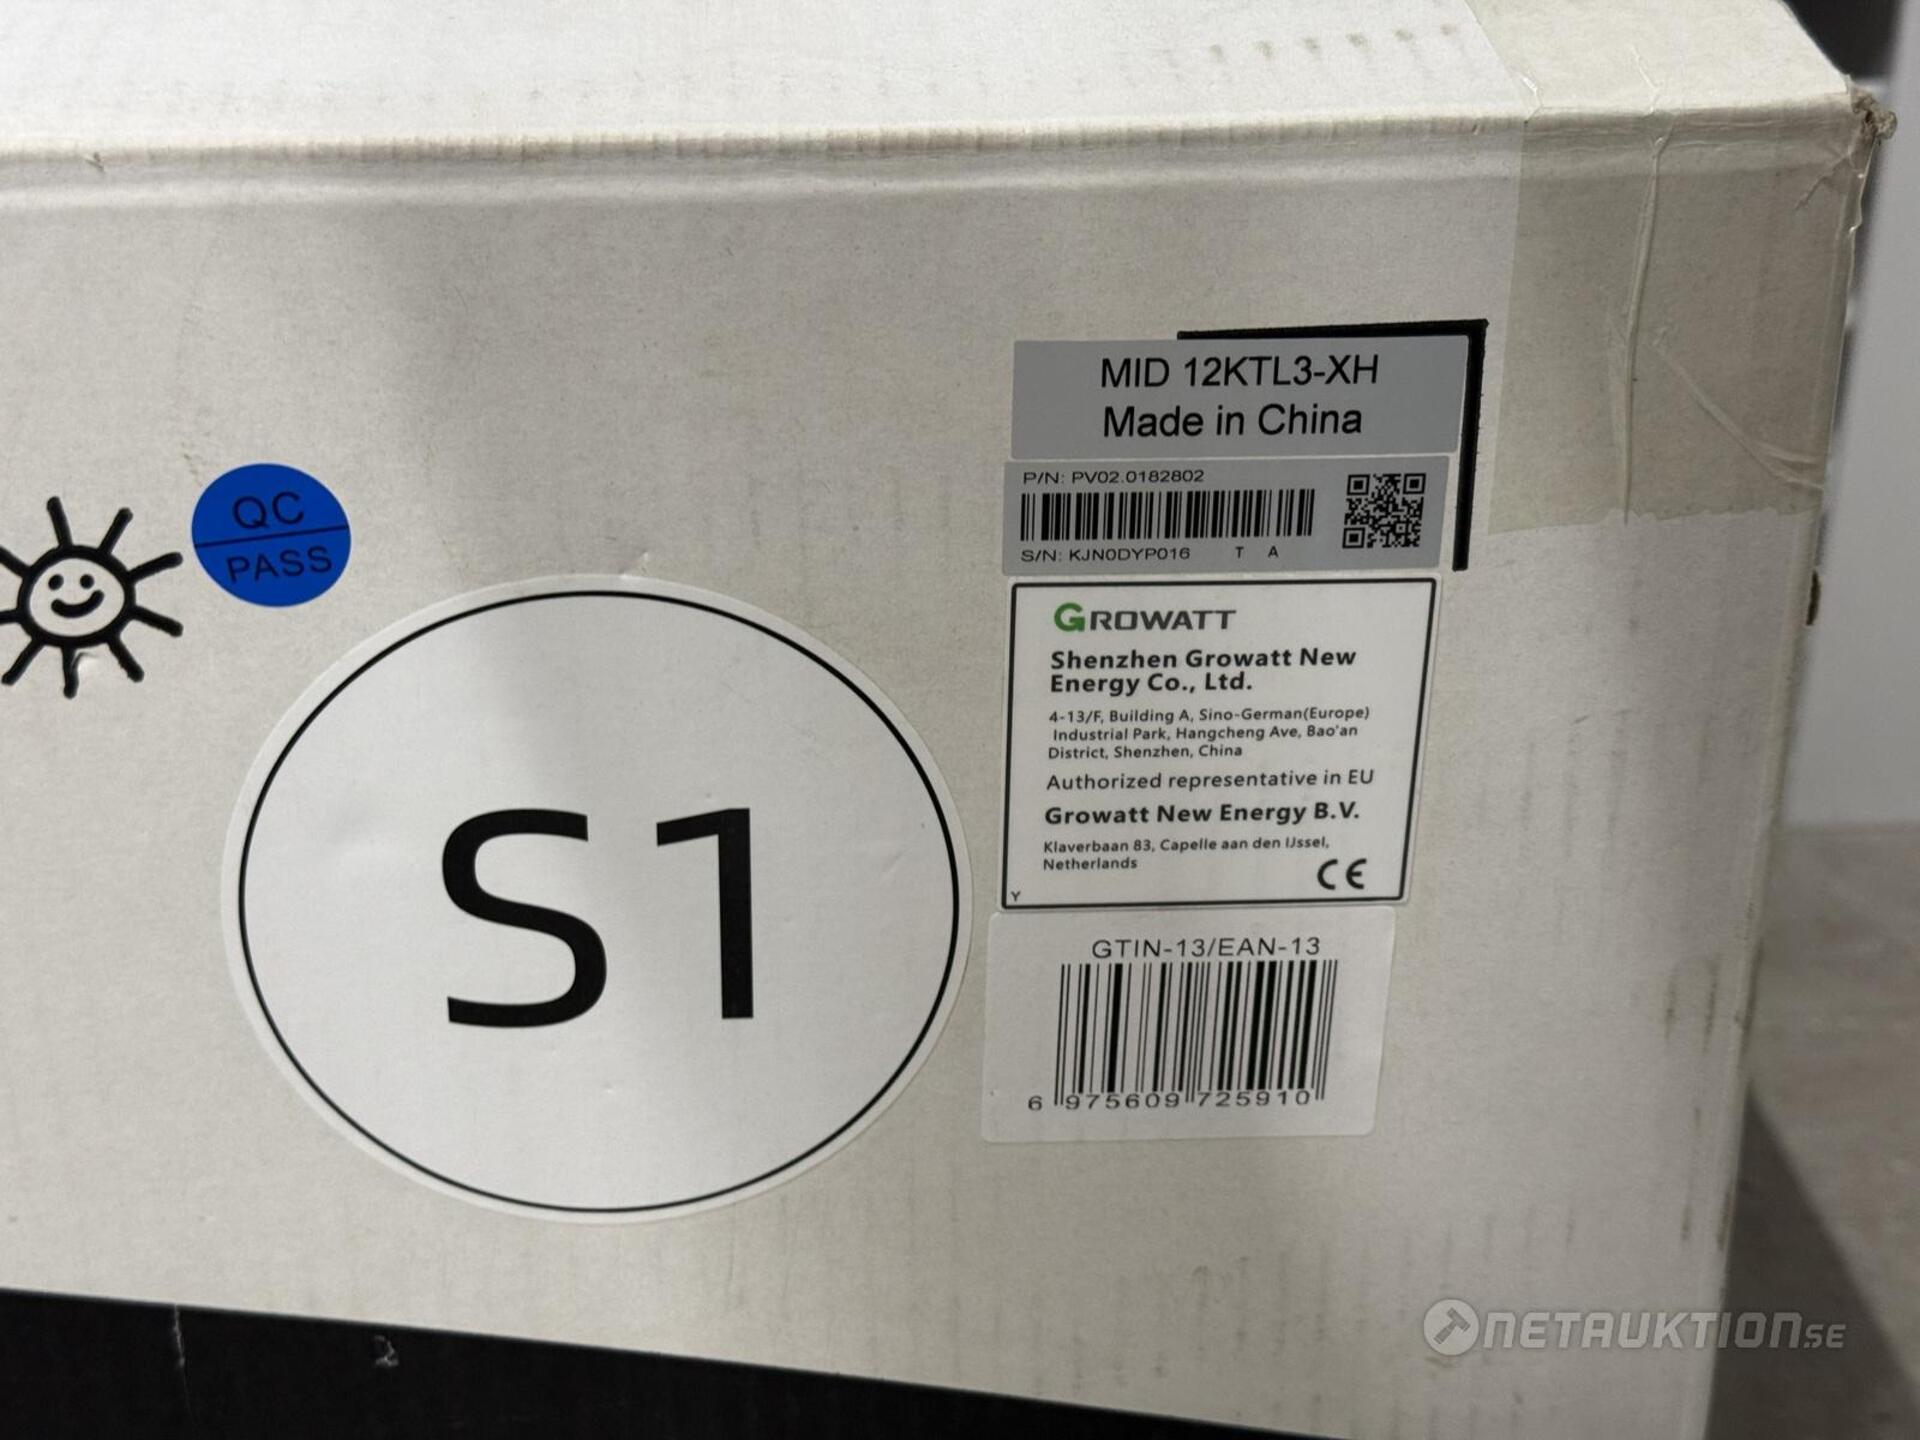 MID 12KTL3-XH
Made in China
P/N: PV02.0182802
S/N: KJN0DYP016 T A
QC
PASS
S1
GROWATT
Shenzhen Growatt New
Energy Co., Ltd.
4-13/F, Building A, Sino-German(Europe)
Industrial Park, Hangcheng Ave, Bao'an
District, Shenzhen, China
Authorized representative in EU
Growatt New Energy B.V.
Klaverbaan 83, Capelle aan den IJssel,
Netherlands
CE
Y
GTIN-13/EAN-13
6 975609 725910
NETAUKTION.SE